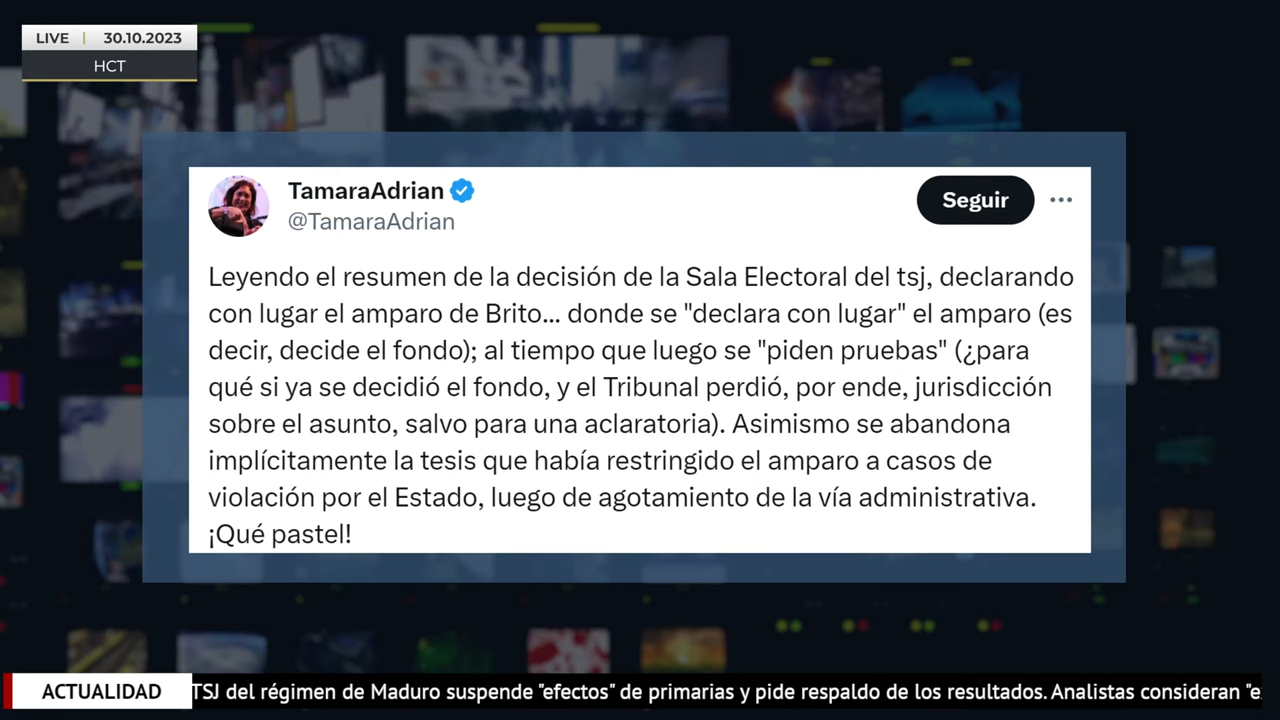 LIVE | 30.10.2023
HCT
TamaraAdrian
@TamaraAdrian
Seguir
Leyendo el resumen de la decisión de la Sala Electoral del tsj, declarando
con lugar el amparo de Brito... donde se "declara con lugar" el amparo (es
decir, decide el fondo); al tiempo que luego se "piden pruebas" (¿para
qué si ya se decidió el fondo, y el Tribunal perdió, por ende, jurisdicción
sobre el asunto, salvo para una aclaratoria). Asimismo se abandona
implícitamente la tesis que había restringido el amparo a casos de
violación por el Estado, luego de agotamiento de la vía administrativa.
¡Qué pastel!
ACTUALIDAD
TSJ del régimen de Maduro suspende "efectos" de primarias y pide respaldo de los resultados. Analistas consideran